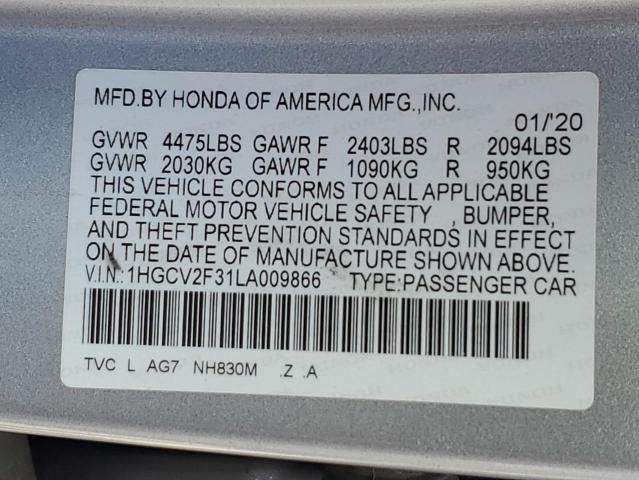 MFD.BY HONDA OF AMERICA MFG.,INC.
01/'20
GVWR 4475LBS GAWR F 2403LBS R 2094LBS
GVWR 2030KG GAWR F 1090KG R 950KG
THIS VEHICLE CONFORMS TO ALL APPLICABLE
FEDERAL MOTOR VEHICLE SAFETY , BUMPER,
AND THEFT PREVENTION STANDARDS IN EFFECT
ON THE DATE OF MANUFACTURE SHOWN ABOVE.
V.I.N.:1HGCV2F31LA009866 TYPE:PASSENGER CAR
TVC L AG7 NH830M .Z .A